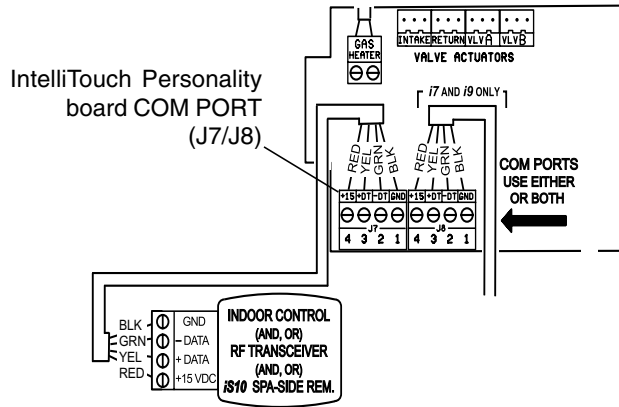 GAS
HEATER
INTAKE RETURN VLVA VLVB
VALVE ACTUATORS
IntelliTouch Personality
board COM PORT
(J7/J8)
i7 AND i9 ONLY
RED YEL GRN BLK
RED YEL GRN BLK
+15 +DT -DT GND +15 +DT -DT GND
J7 J8
4 3 2 1 4 3 2 1
COM PORTS
USE EITHER
OR BOTH
BLK GND
GRN – DATA
YEL + DATA
RED +15 VDC
INDOOR CONTROL
(AND, OR)
RF TRANSCEIVER
(AND, OR)
iS10 SPA-SIDE REM.